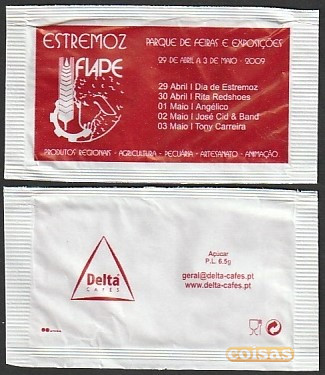 ESTREMOZ
FIAPE
PARQUE DE FEIRAS E EXPOSIÇÕES
29 DE ABRIL A 3 DE MAIO - 2009
29 Abril | Dia de Estremoz
30 Abril | Rita Redshoes
01 Maio | Angélico
02 Maio | José Cid & Band
03 Maio | Tony Carreira
PRODUTOS REGIONAIS - AGRICULTURA - PECUÁRIA - ARTESANATO - ANIMAÇÃO
Delta
CAFÉS
Açúcar
P.L. 6.5g
geral@delta-cafes.pt
www.delta-cafes.pt
coisas